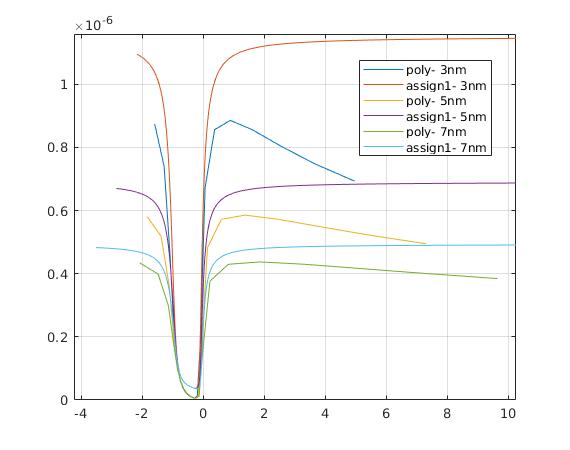 ×10-6
1
0.8
0.6
0.4
0.2
0
-4 -2 0 2 4 6 8 10
poly- 3nm
assign1- 3nm
poly- 5nm
assign1- 5nm
poly- 7nm
assign1- 7nm